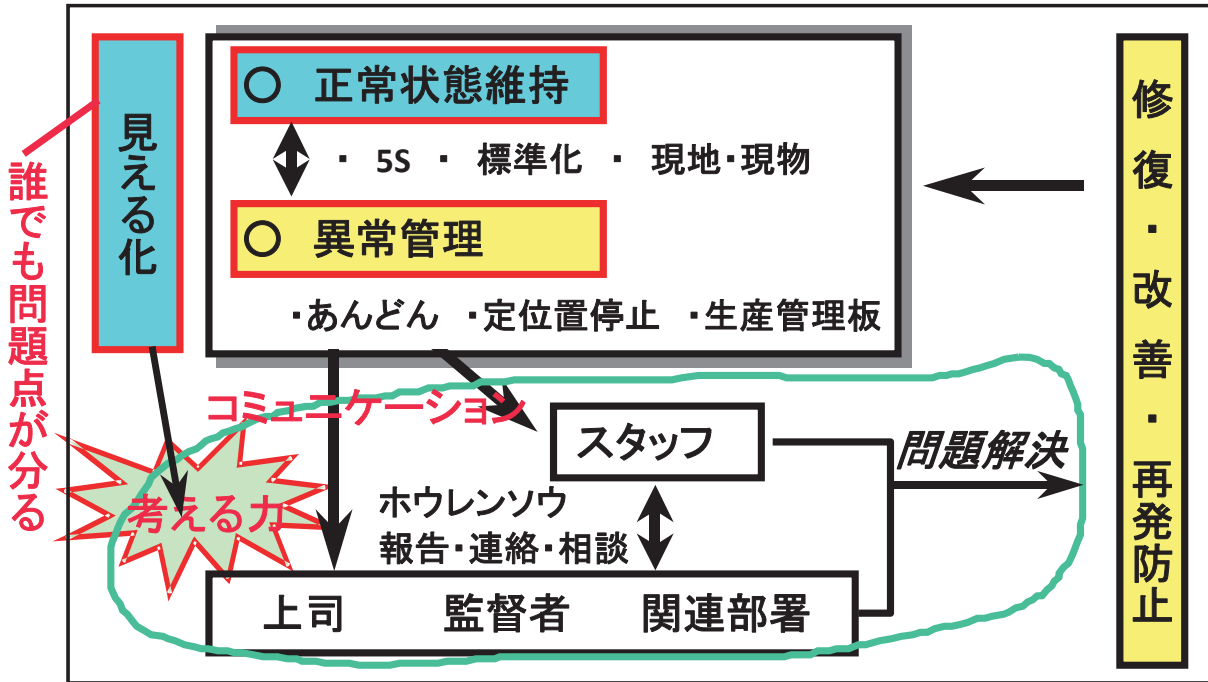 誰でも問題点が分る
見える化
○ 正常状態維持
・ 5S ・ 標準化 ・ 現地・現物
○ 異常管理
・あんどん ・定位置停止 ・生産管理板
コミュニケーション
考える力
スタッフ
ホウレンソウ
報告・連絡・相談
上司 監督者 関連部署
問題解決
修復・改善・再発防止